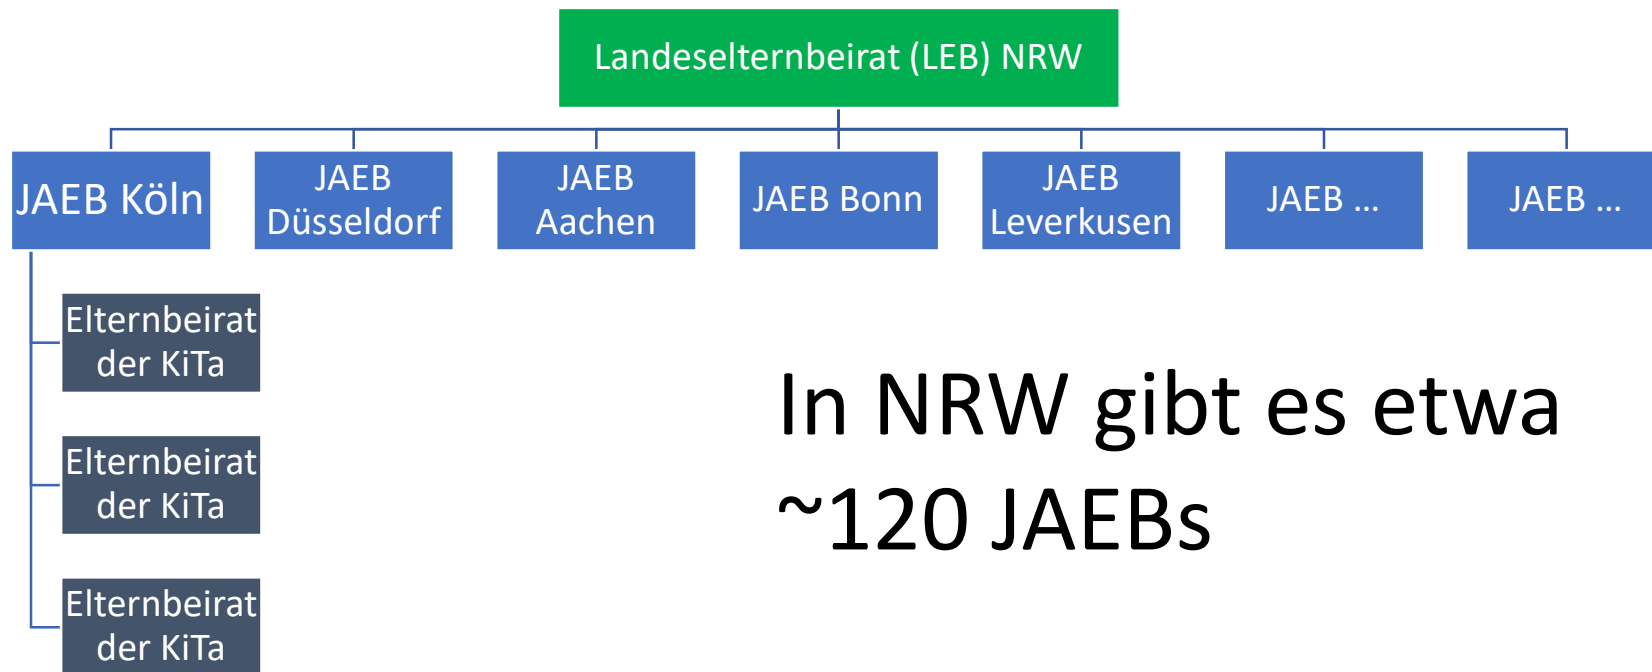 Landeselternbeirat (LEB) NRW
JAEB Köln
JAEB
Düsseldorf
JAEB
Aachen
JAEB Bonn
JAEB
Leverkusen
JAEB ...
JAEB ...
Elternbeirat
der KiTa
Elternbeirat
der KiTa
Elternbeirat
der KiTa
In NRW gibt es etwa
~120 JAEBs